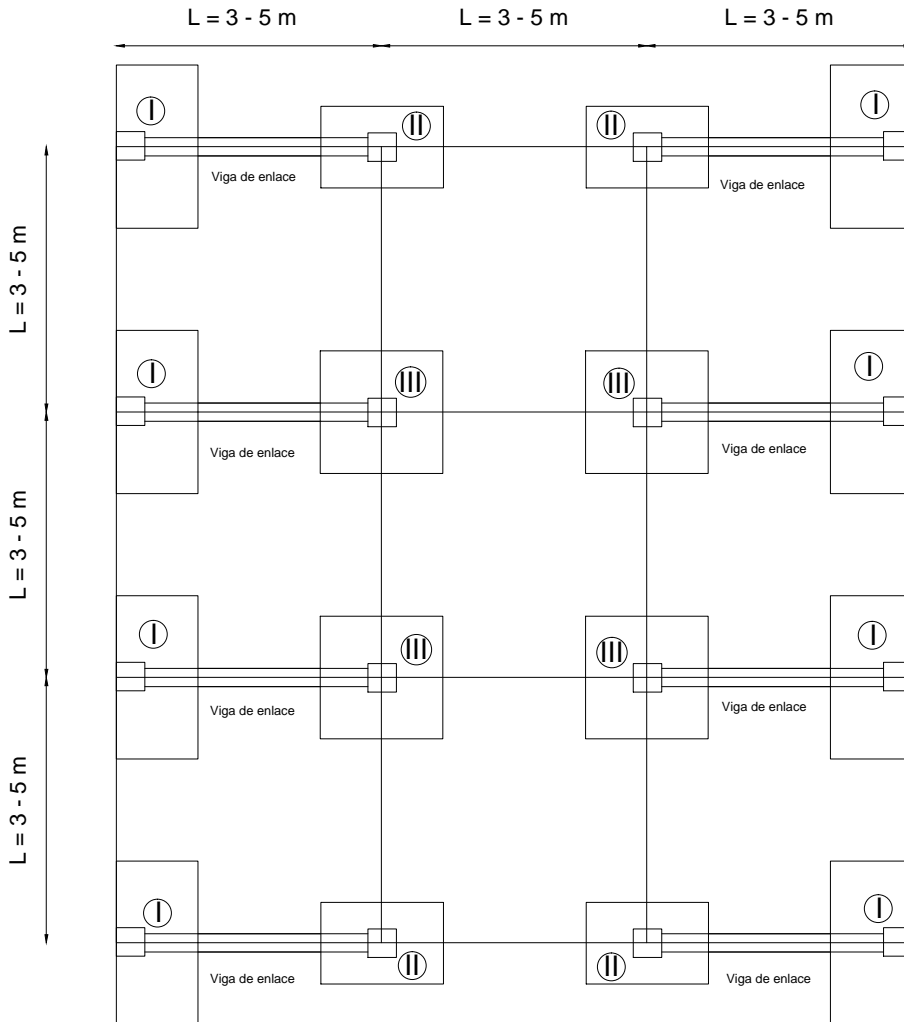 L = 3 - 5 m L = 3 - 5 m L = 3 - 5 m
I II II I
Viga de enlace Viga de enlace
L = 3 - 5 m
I III III I
Viga de enlace Viga de enlace
L = 3 - 5 m
I III III I
Viga de enlace Viga de enlace
L = 3 - 5 m
I I
II II
Viga de enlace Viga de enlace